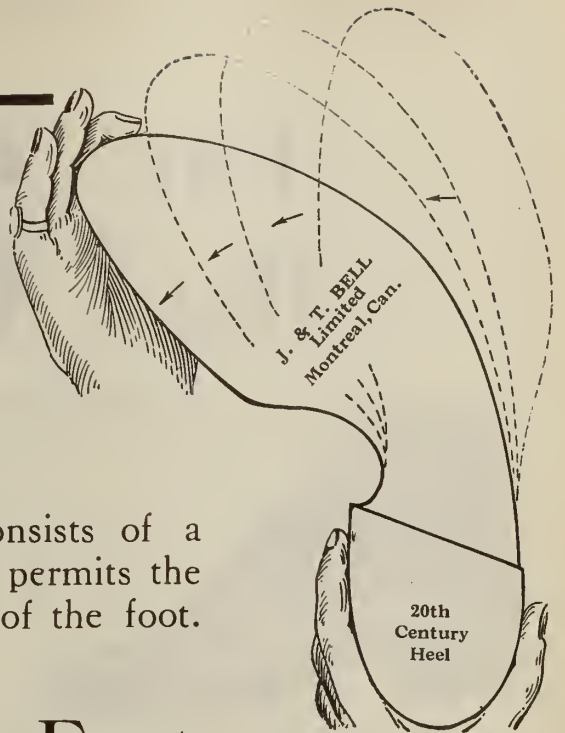 J. & T. BELL
Limited
Montreal, Can.
onsists of a
permits the
of the foot.
20th
Century
Heel